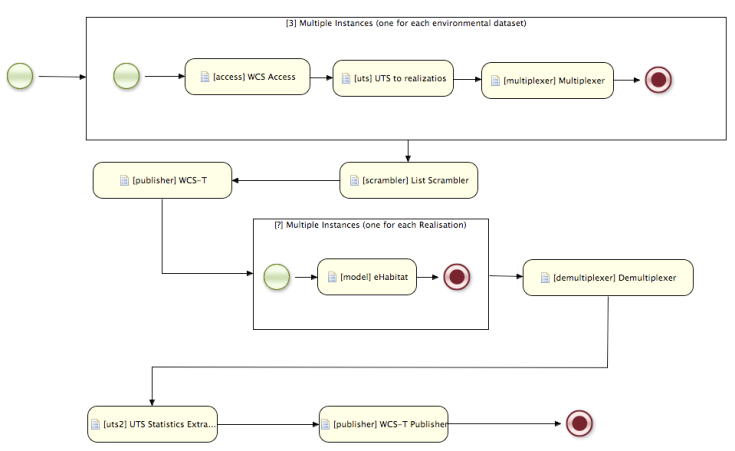 [3] Multiple Instances (one for each environmental dataset)
[access] WCS Access
[uts] UTS to realizatios
[multiplexer] Multiplexer
[publisher] WCS-T
[scrambler] List Scrambler
[?] Multiple Instances (one for each Realisation)
[model] eHabitat
[demultiplexer] Demultiplexer
[uts2] UTS Statistics Extra...
[publisher] WCS-T Publisher